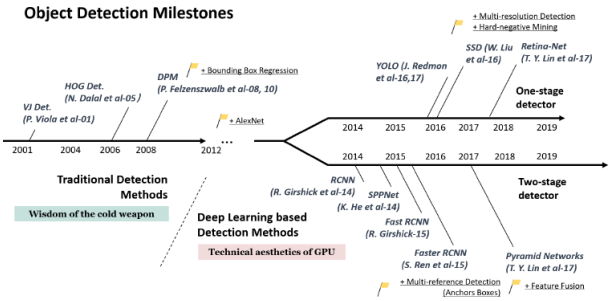 Object Detection Milestones
+ Multi-resolution Detection
+ Hard-negative Mining
SSD (W. Liu
et al-16)
Retina-Net
(T. Y. Lin et al-17)
YOLO (J. Redmon
et al-16,17)
DPM
(P. Felzenszwalb et al-08, 10)
+ Bounding Box Regression
HOG Det.
(N. Dalal et al-05)
VJ Det.
(P. Viola et al-01)
+ AlexNet
One-stage
detector
2014 2015 2016 2017 2018 2019
2001 2004 2006 2008 2012 ...
2014 2015 2016 2017 2018 2019
Traditional Detection
Methods
Wisdom of the cold weapon
Deep Learning based
Detection Methods
Technical aesthetics of GPU
RCNN
(R. Girshick et al-14)
SPPNet
(K. He et al-14)
Fast RCNN
(R. Girshick-15)
Faster RCNN
(S. Ren et al-15)
Two-stage
detector
Pyramid Networks
(T. Y. Lin et al-17)
+ Multi-reference Detection
(Anchors Boxes)
+ Feature Fusion